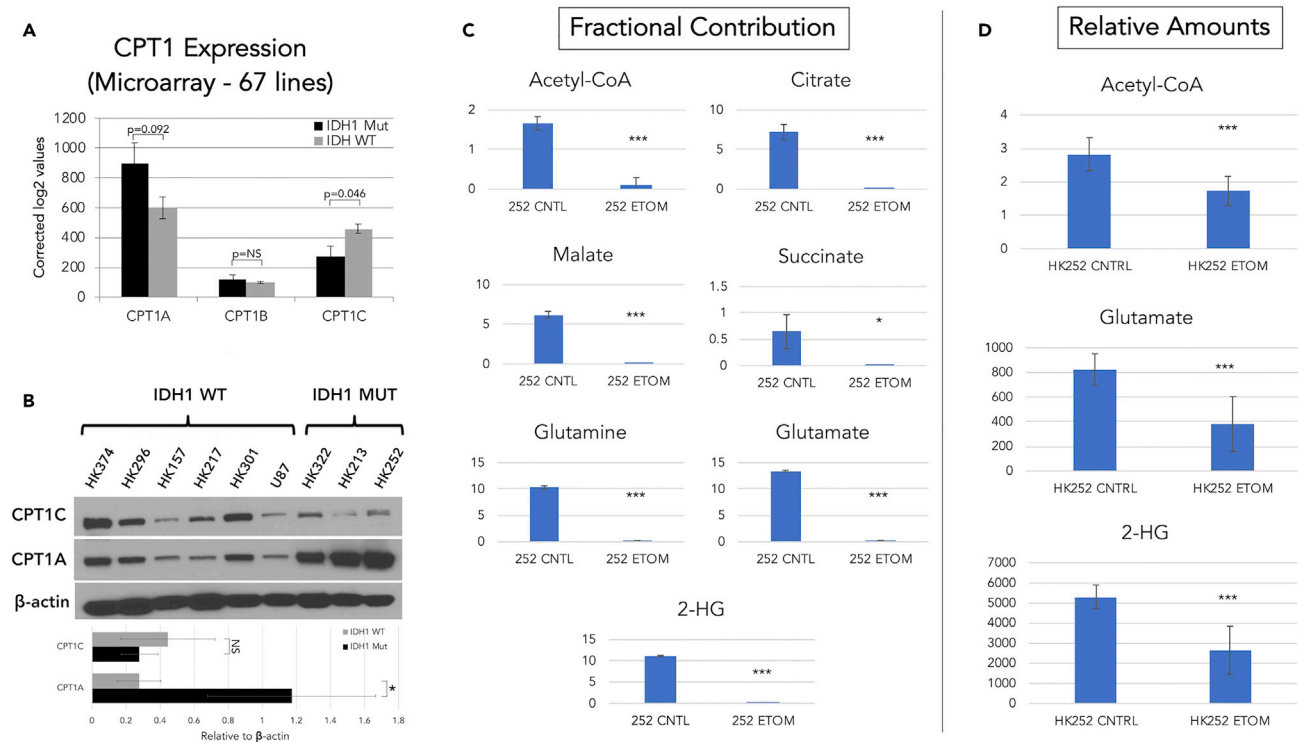 A
CPT1 Expression
(Microarray - 67 lines)
Corrected log2 values
1200
1000
800
600
400
200
0
IDH1 Mut
IDH WT
p=0.092
p=NS
p=0.046
CPT1A CPT1B CPT1C
B
IDH1 WT IDH1 MUT
HK374 HK296 HK157 HK217 HK301 U87 HK322 HK213 HK252
CPT1C
CPT1A
β-actin
IDH1 WT
IDH1 Mut
CPT1C
NS
CPT1A
*
0 0.2 0.4 0.6 0.8 1 1.2 1.4 1.6 1.8
Relative to β-actin
C
Fractional Contribution
Acetyl-CoA
2
1
0
***
252 CNTL 252 ETOM
Citrate
10
5
0
***
252 CNTL 252 ETOM
Malate
10
5
0
***
252 CNTL 252 ETOM
Succinate
1.5
1
0.5
0
*
252 CNTL 252 ETOM
Glutamine
15
10
5
0
***
252 CNTL 252 ETOM
Glutamate
15
10
5
0
***
252 CNTL 252 ETOM
2-HG
15
10
5
0
***
252 CNTL 252 ETOM
D
Relative Amounts
Acetyl-CoA
4
3
2
1
0
***
HK252 CNTRL HK252 ETOM
Glutamate
1000
800
600
400
200
0
***
HK252 CNTRL HK252 ETOM
2-HG
7000
6000
5000
4000
3000
2000
1000
0
***
HK252 CNTRL HK252 ETOM